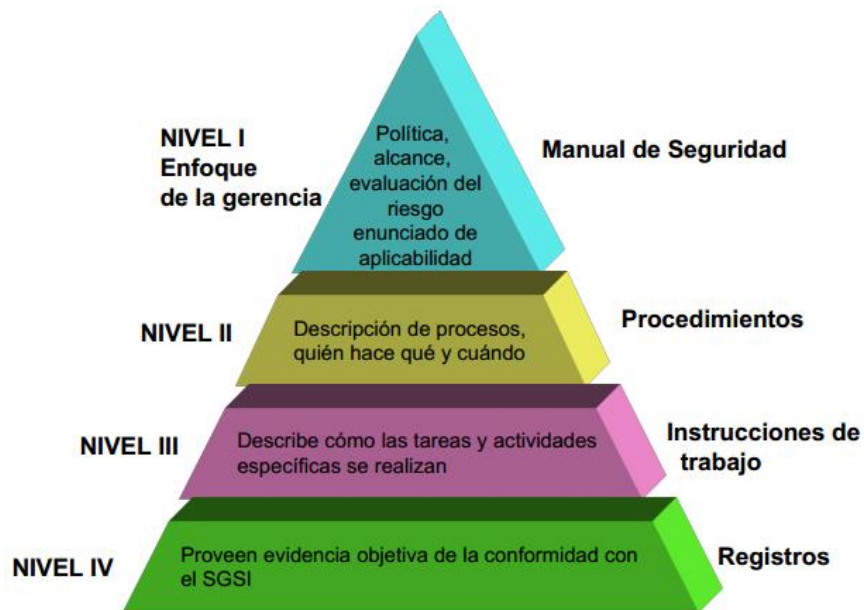 NIVEL I
Enfoque
de la gerencia
Política,
alcance,
evaluación del
riesgo
enunciado de
aplicabilidad
Manual de Seguridad
NIVEL II
Descripción de procesos,
quién hace qué y cuándo
Procedimientos
NIVEL III
Describe cómo las tareas y actividades
específicas se realizan
Instrucciones de
trabajo
NIVEL IV
Proveen evidencia objetiva de la conformidad con
el SGSI
Registros